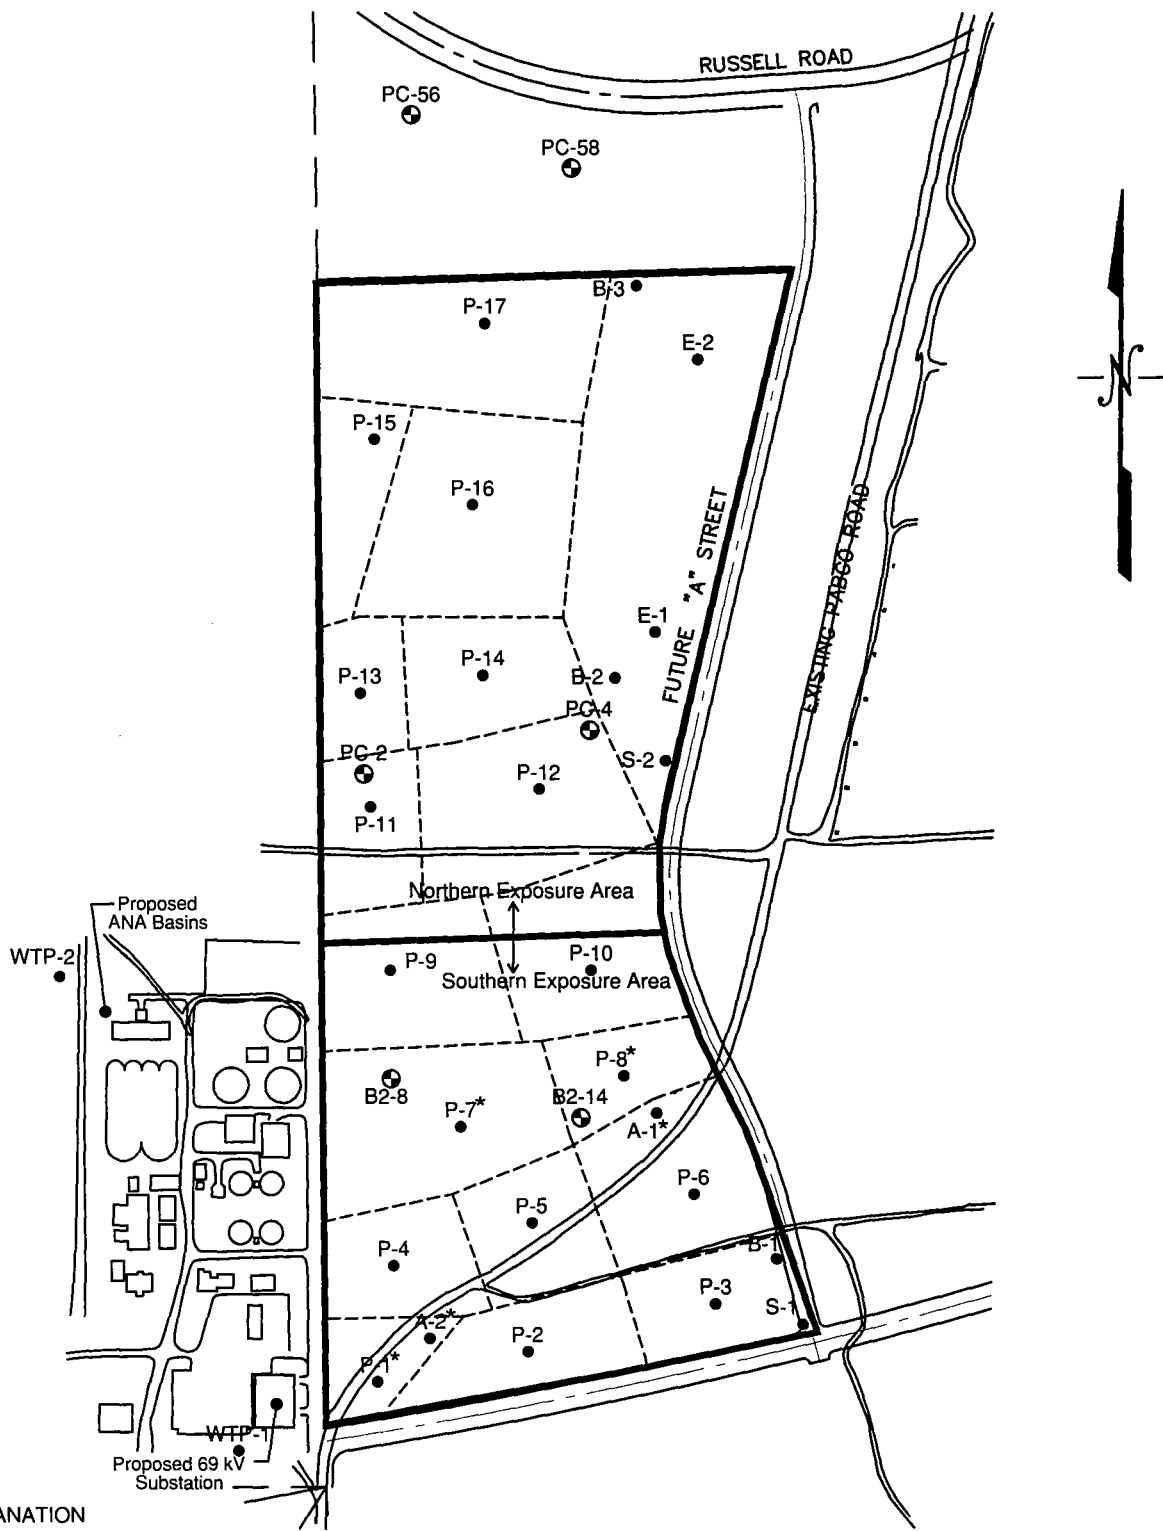 RUSSELL ROAD
PC-56
PC-58
B-3
P-17
E-2
N
P-15
P-16
FUTURE "A" STREET
EXISTING PABCO ROAD
E-1
P-14
P-13
B-2
PC-4
PC-2
S-2
P-12
P-11
Northern Exposure Area
Proposed
ANA Basins
WTP-2
P-9
P-10
Southern Exposure Area
P-8*
B2-8
P-7*
B2-14
A-1*
P-6
P-5
P-4
B-1
P-3
S-1
A-2*
P-2
P-1*
WTP-1
Proposed 69 kV
Substation
ANATION